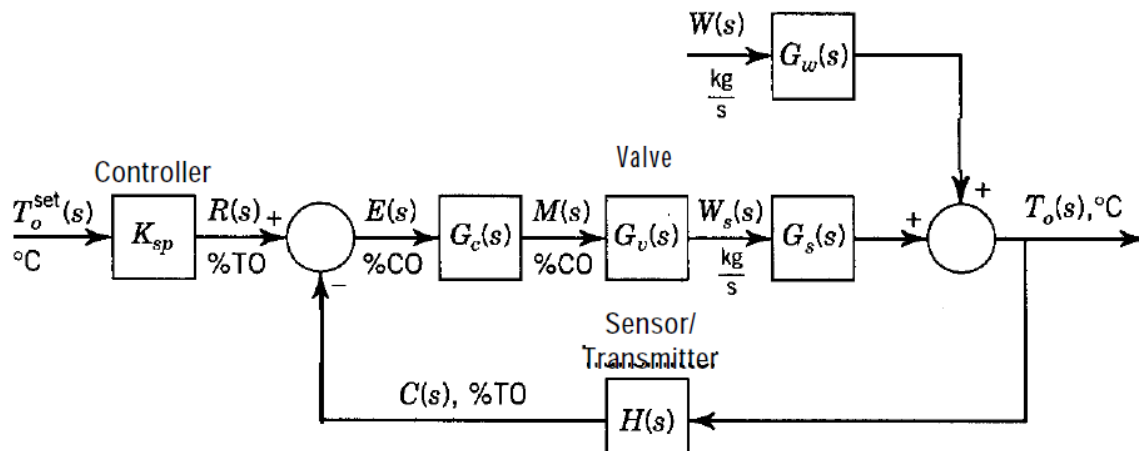 W(s)
G_w(s)
kg
s
Controller
Valve
T_o^set(s)
R(s)
+
E(s)
M(s)
W_s(s)
+
+
T_o(s), °C
K_sp
G_c(s)
G_v(s)
G_s(s)
°C
%TO
%CO
%CO
kg
s
−
Sensor/
Transmitter
C(s), %TO
H(s)